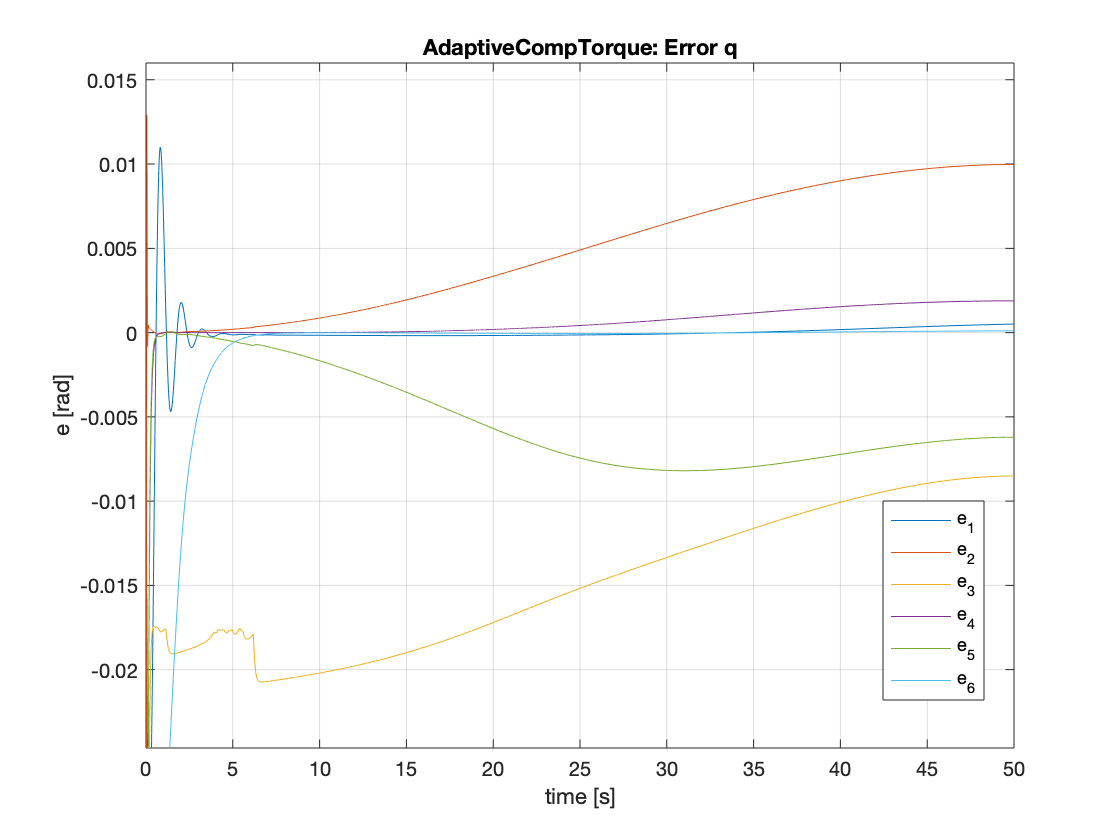 AdaptiveCompTorque: Error q
0.015
0.01
0.005
0
-0.005
-0.01
-0.015
-0.02
e [rad]
e1
e2
e3
e4
e5
e6
0 5 10 15 20 25 30 35 40 45 50
time [s]